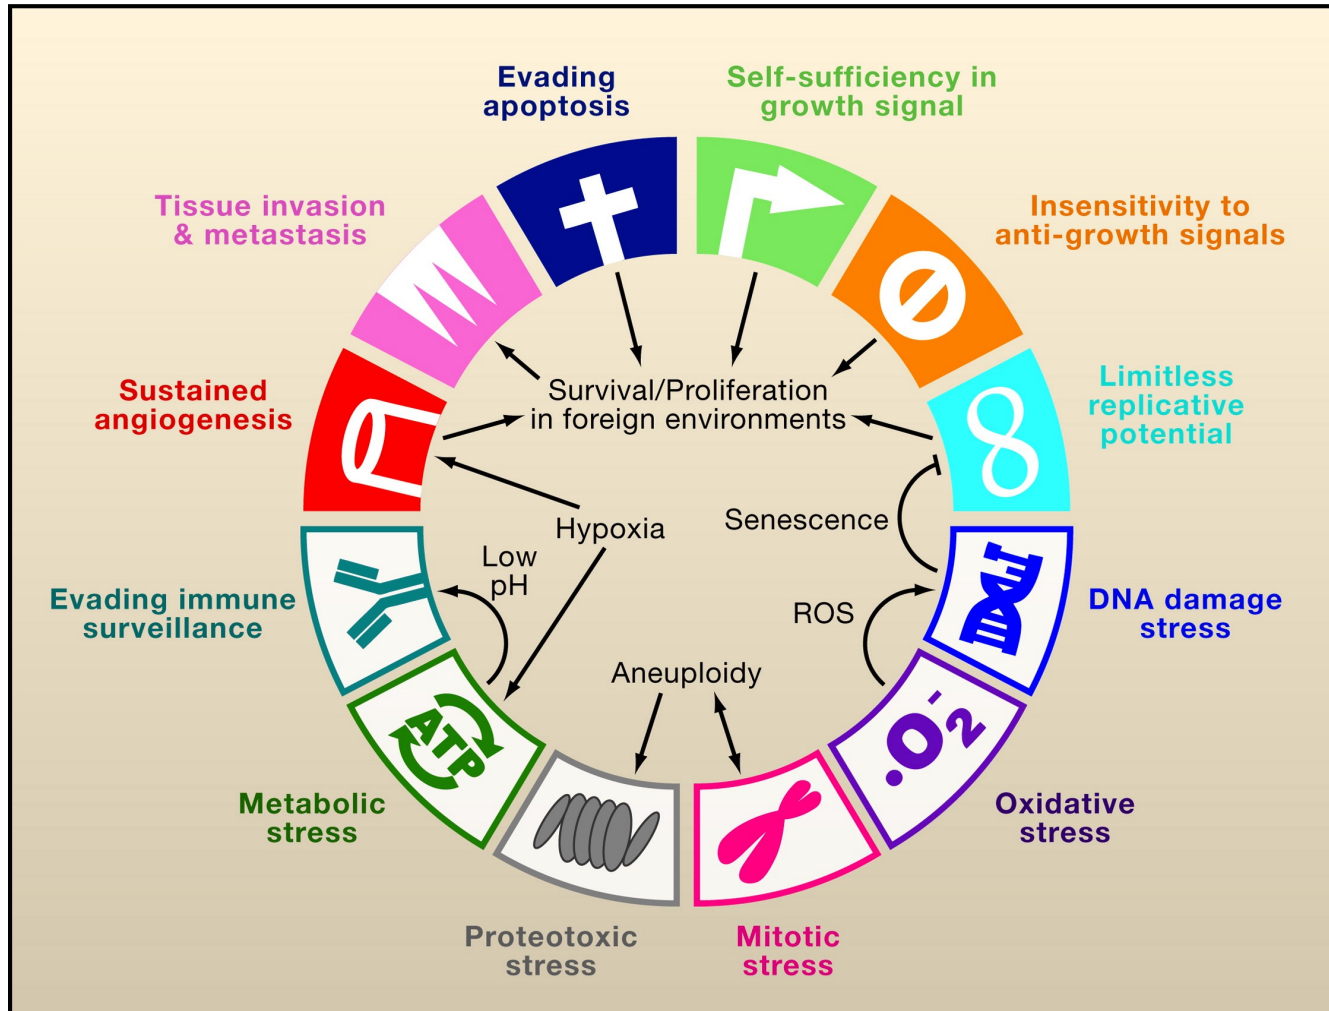 Evading
apoptosis
Self-sufficiency in
growth signal
Tissue invasion
& metastasis
Insensitivity to
anti-growth signals
Sustained
angiogenesis
Survival/Proliferation
in foreign environments
Limitless
replicative
potential
Senescence
Hypoxia
Low
pH
Evading immune
surveillance
ROS
DNA damage
stress
Aneuploidy
ATP
•O2-
Metabolic
stress
Oxidative
stress
Proteotoxic
stress
Mitotic
stress